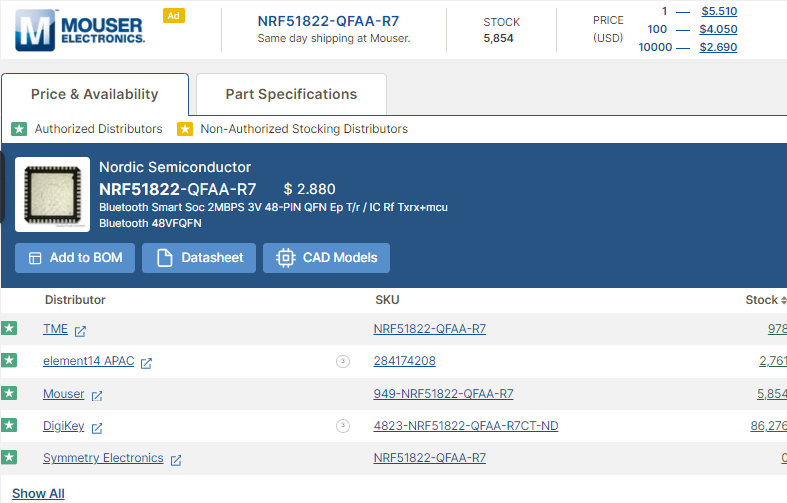 MOUSER
ELECTRONICS.
Ad
NRF51822-QFAA-R7
Same day shipping at Mouser.
STOCK
5,854
PRICE
(USD)
1 — $5.510
100 — $4.050
10000 — $2.690
Price & Availability
Part Specifications
Authorized Distributors
Non-Authorized Stocking Distributors
Nordic Semiconductor
NRF51822-QFAA-R7 $ 2.880
Bluetooth Smart Soc 2MBPS 3V 48-PIN QFN Ep T/r / IC Rf Txrx+mcu
Bluetooth 48VFQFN
Add to BOM
Datasheet
CAD Models
Distributor SKU Stock
TME NRF51822-QFAA-R7 978
element14 APAC 3 284174208 2,761
Mouser 949-NRF51822-QFAA-R7 5,854
DigiKey 3 4823-NRF51822-QFAA-R7CT-ND 86,276
Symmetry Electronics NRF51822-QFAA-R7 0
Show All